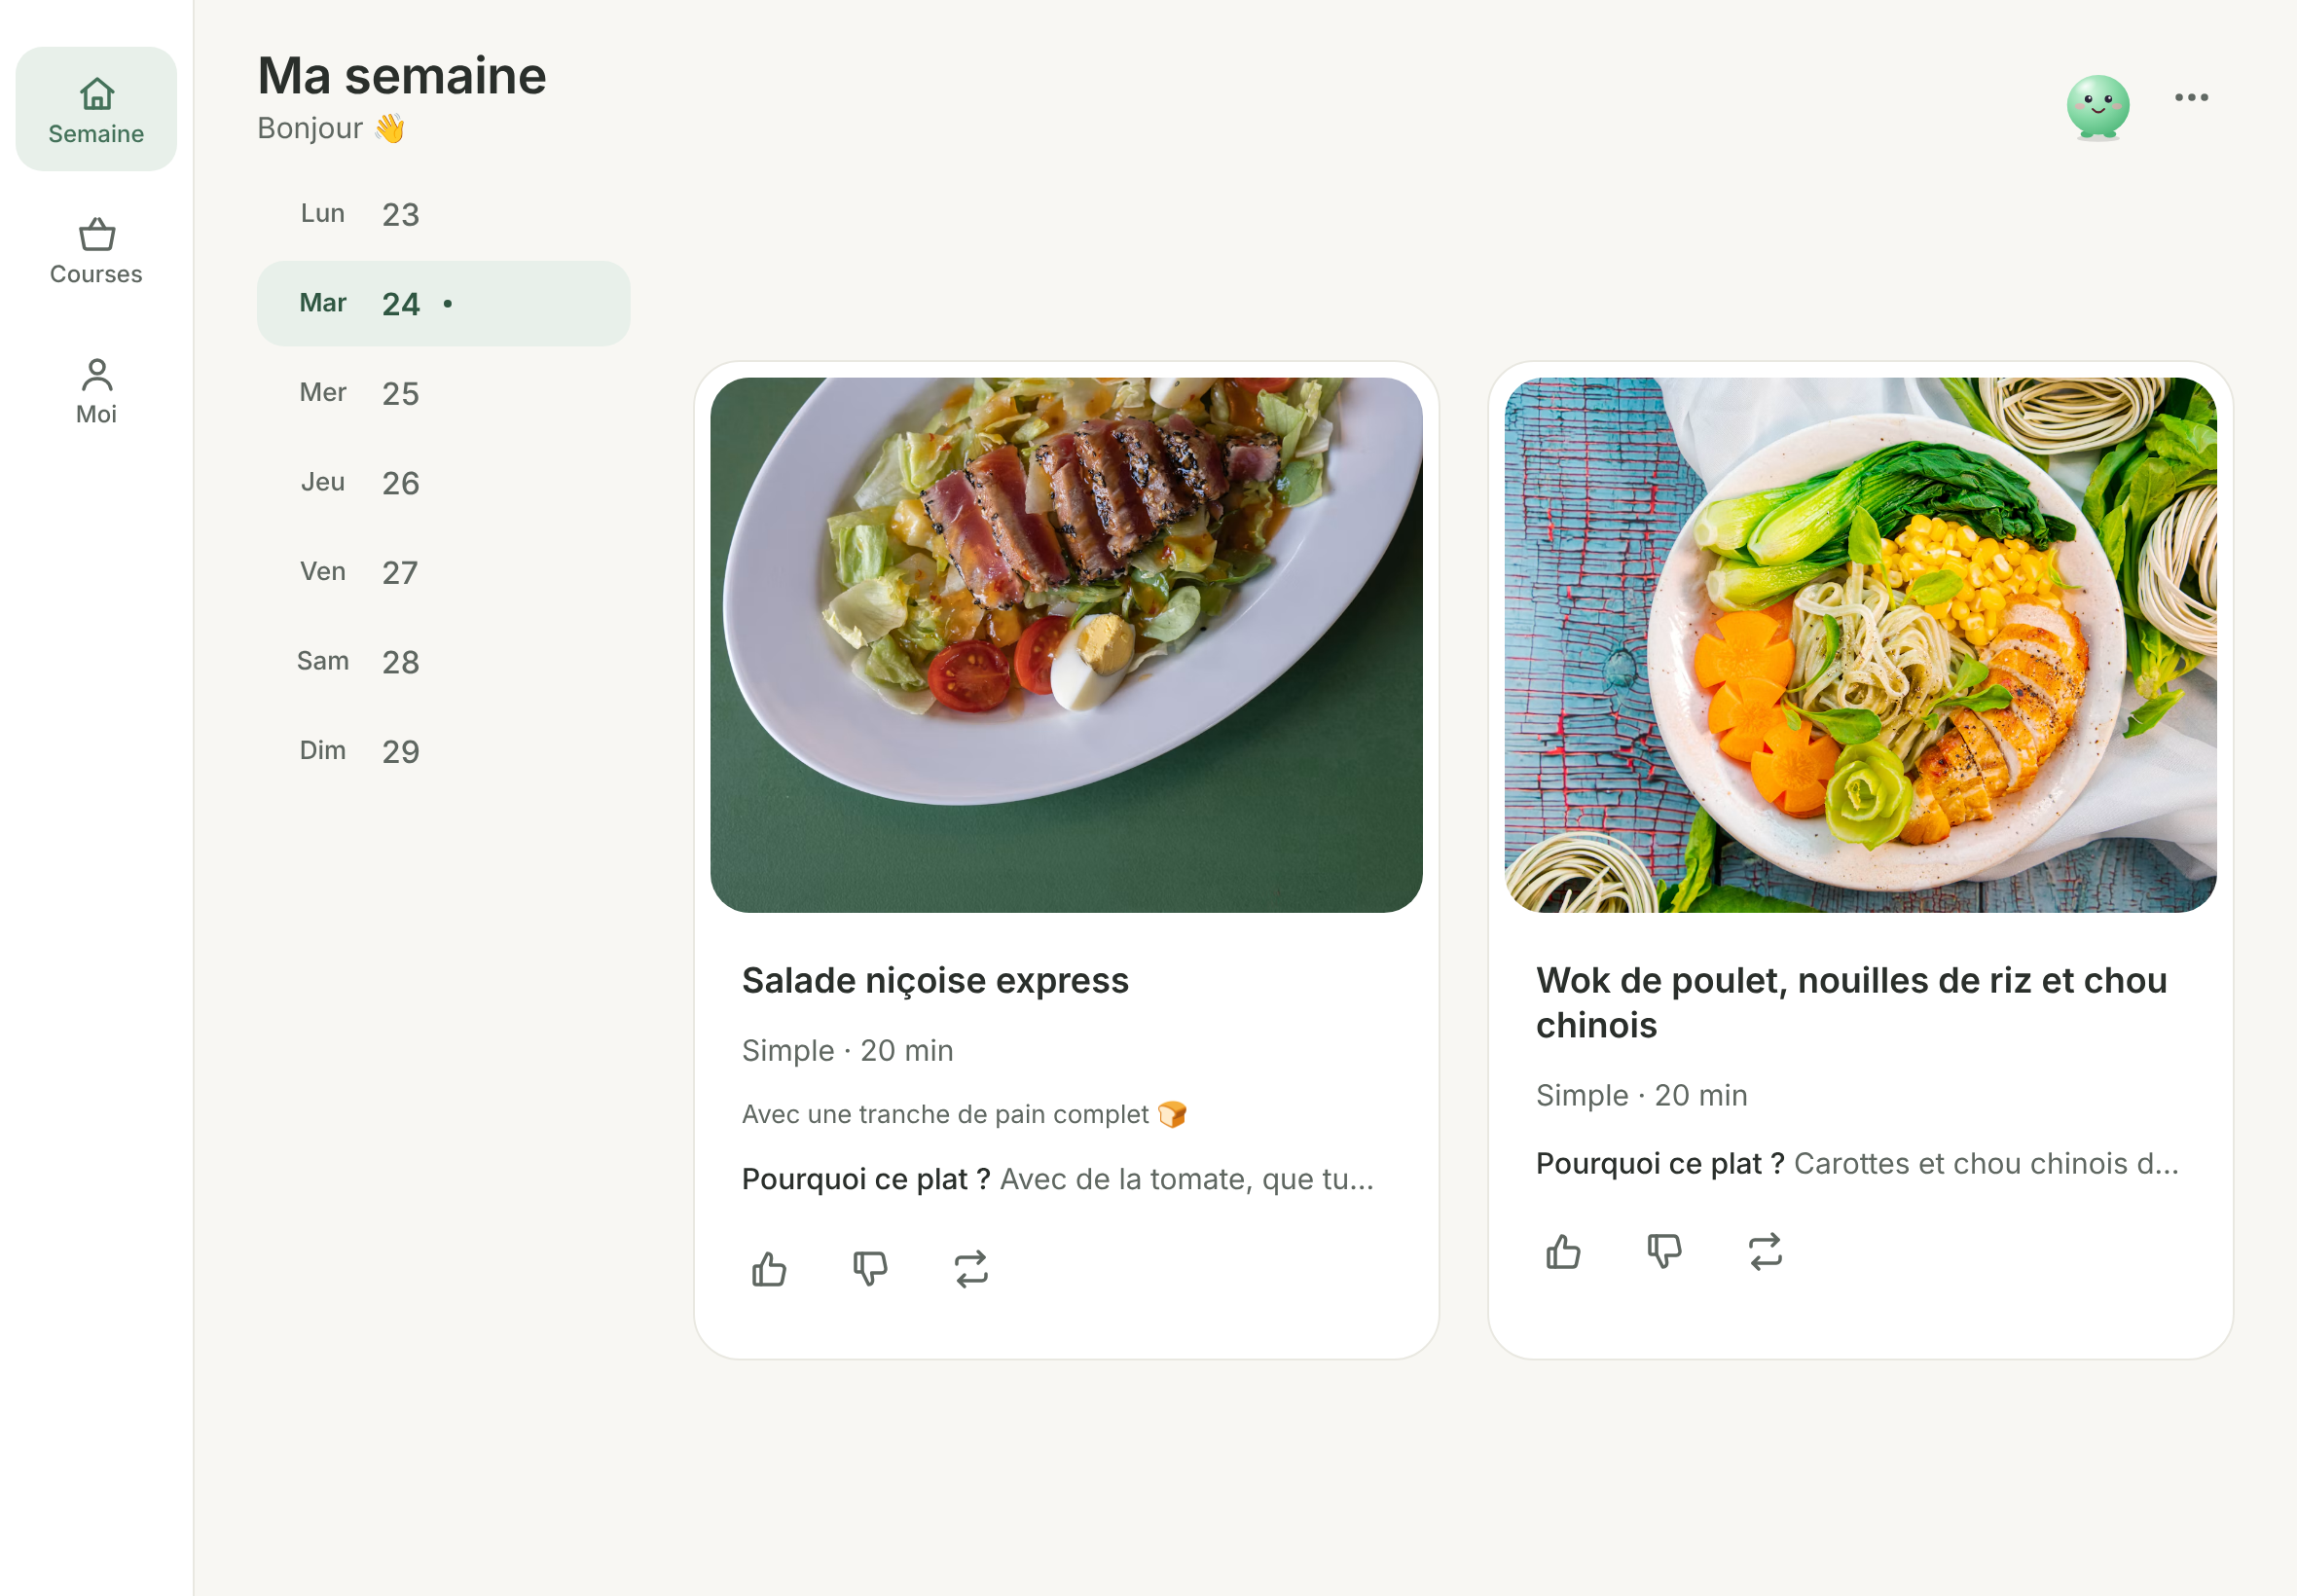 Semaine
Courses
Moi
Ma semaine
Bonjour 👋
Lun 23
Mar 24 •
Mer 25
Jeu 26
Ven 27
Sam 28
Dim 29
Salade niçoise express
Simple · 20 min
Avec une tranche de pain complet 🍞
Pourquoi ce plat ? Avec de la tomate, que tu...
Wok de poulet, nouilles de riz et chou
chinois
Simple · 20 min
Pourquoi ce plat ? Carottes et chou chinois d...